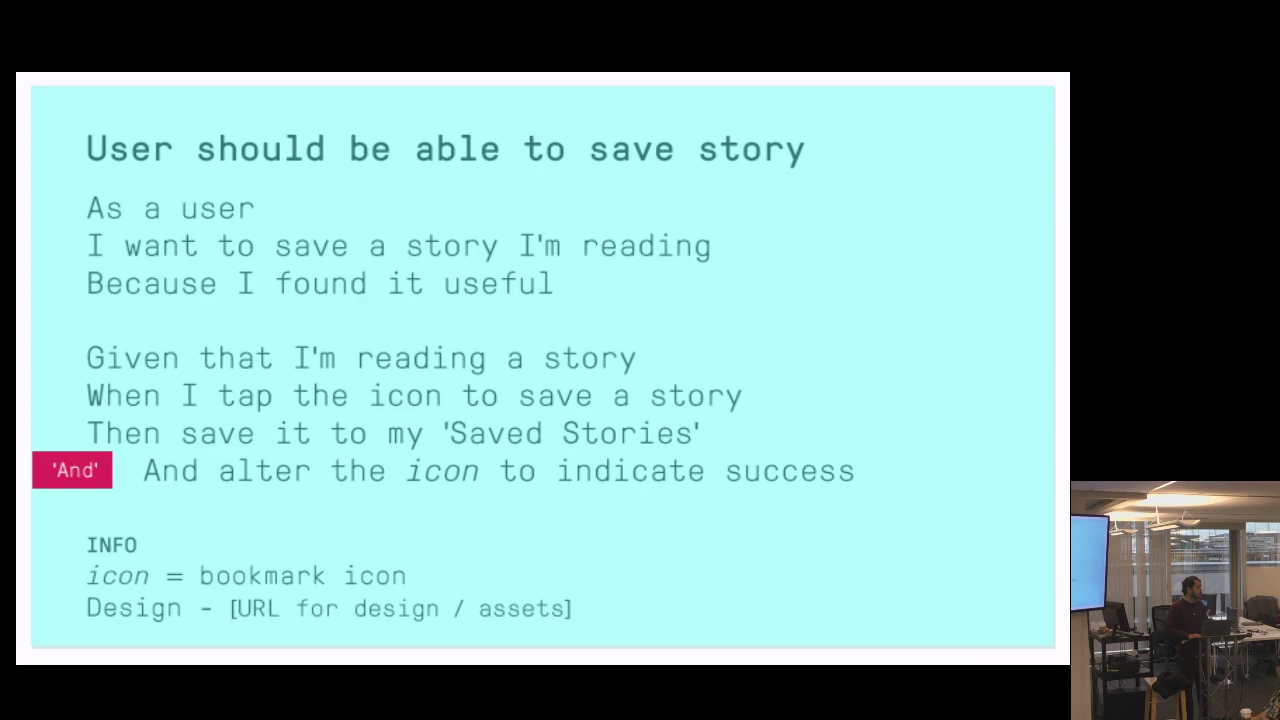 User should be able to save story
As a user
I want to save a story I'm reading
Because I found it useful
Given that I'm reading a story
When I tap the icon to save a story
Then save it to my 'Saved Stories'
'And' And alter the icon to indicate success
INFO
icon = bookmark icon
Design - [URL for design / assets]